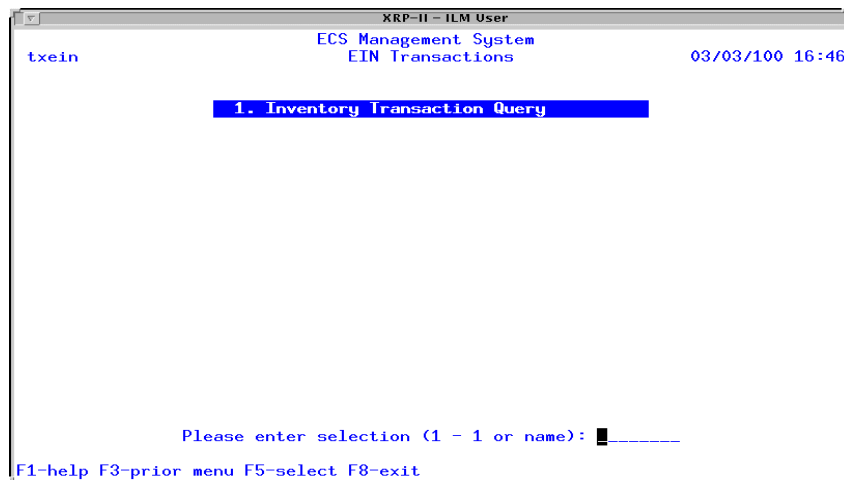 XRP-II - ILM User
ECS Management System
txein EIN Transactions 03/03/100 16:46
1. Inventory Transaction Query
Please enter selection (1 - 1 or name): _______
F1-help F3-prior menu F5-select F8-exit